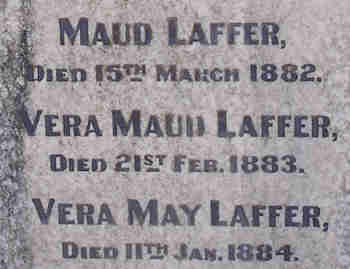 MAUD LAFFER,
DIED 15TH MARCH 1882.
VERA MAUD LAFFER,
DIED 21ST FEB. 1883.
VERA MAY LAFFER,
DIED 11TH JAN. 1884.